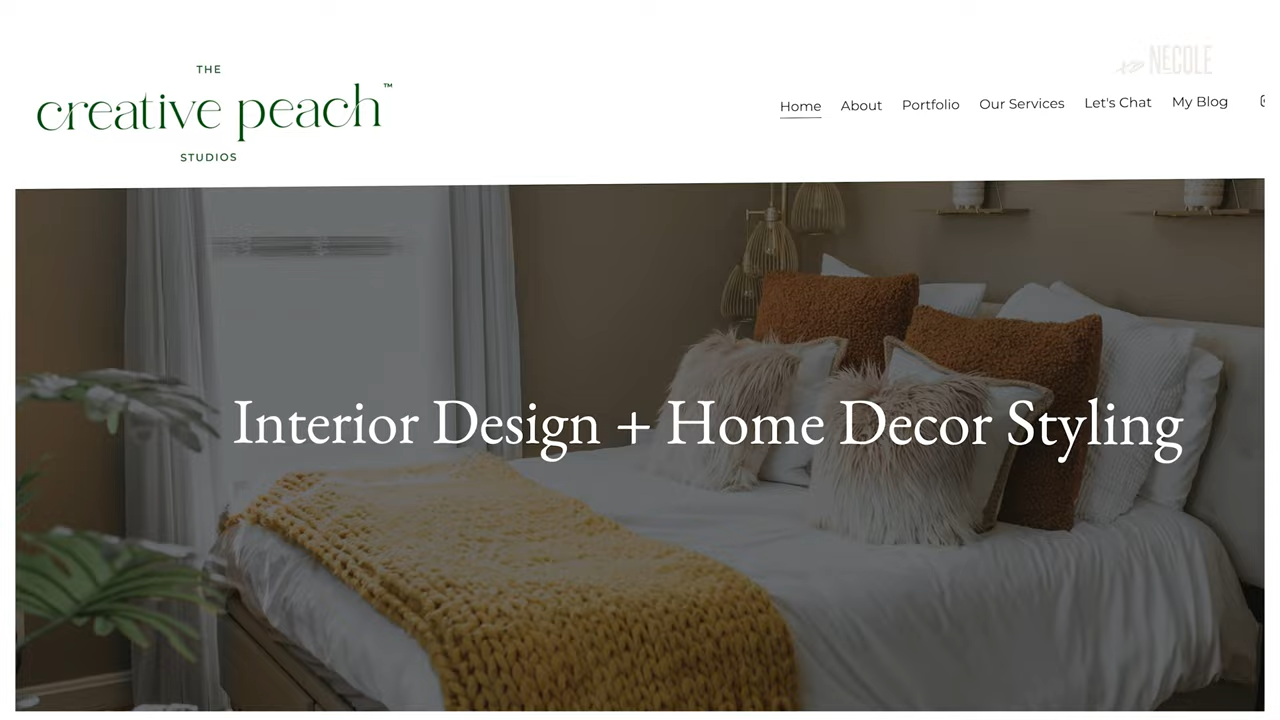 THE
creative peach™
STUDIOS
NECOLE
Home About Portfolio Our Services Let's Chat My Blog
Interior Design + Home Decor Styling